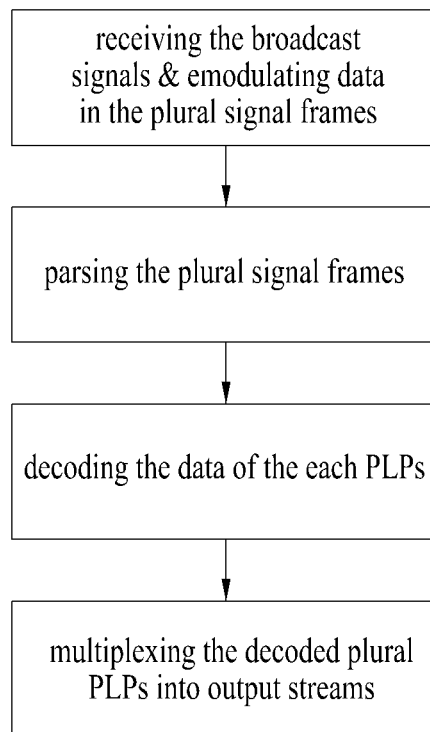 receiving the broadcast
signals & emodulating data
in the plural signal frames
parsing the plural signal frames
decoding the data of the each PLPs
multiplexing the decoded plural
PLPs into output streams